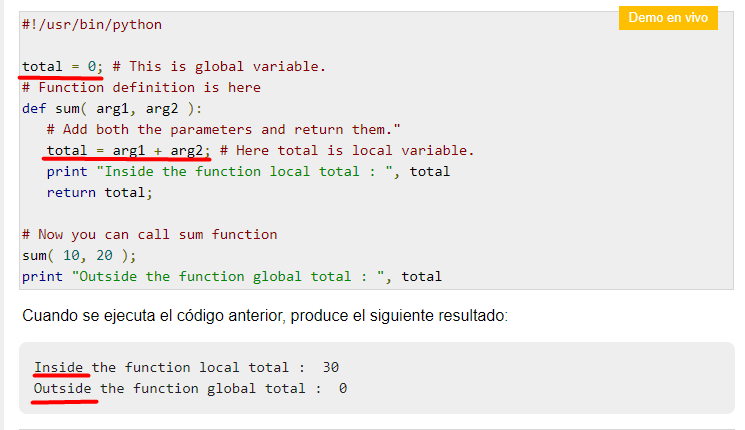 Demo en vivo
#!/usr/bin/python
total = 0; # This is global variable.
# Function definition is here
def sum( arg1, arg2 ):
   # Add both the parameters and return them."
   total = arg1 + arg2; # Here total is local variable.
   print "Inside the function local total : ", total
   return total;
# Now you can call sum function
sum( 10, 20 );
print "Outside the function global total : ", total
Cuando se ejecuta el código anterior, produce el siguiente resultado:
Inside the function local total :  30
Outside the function global total :  0